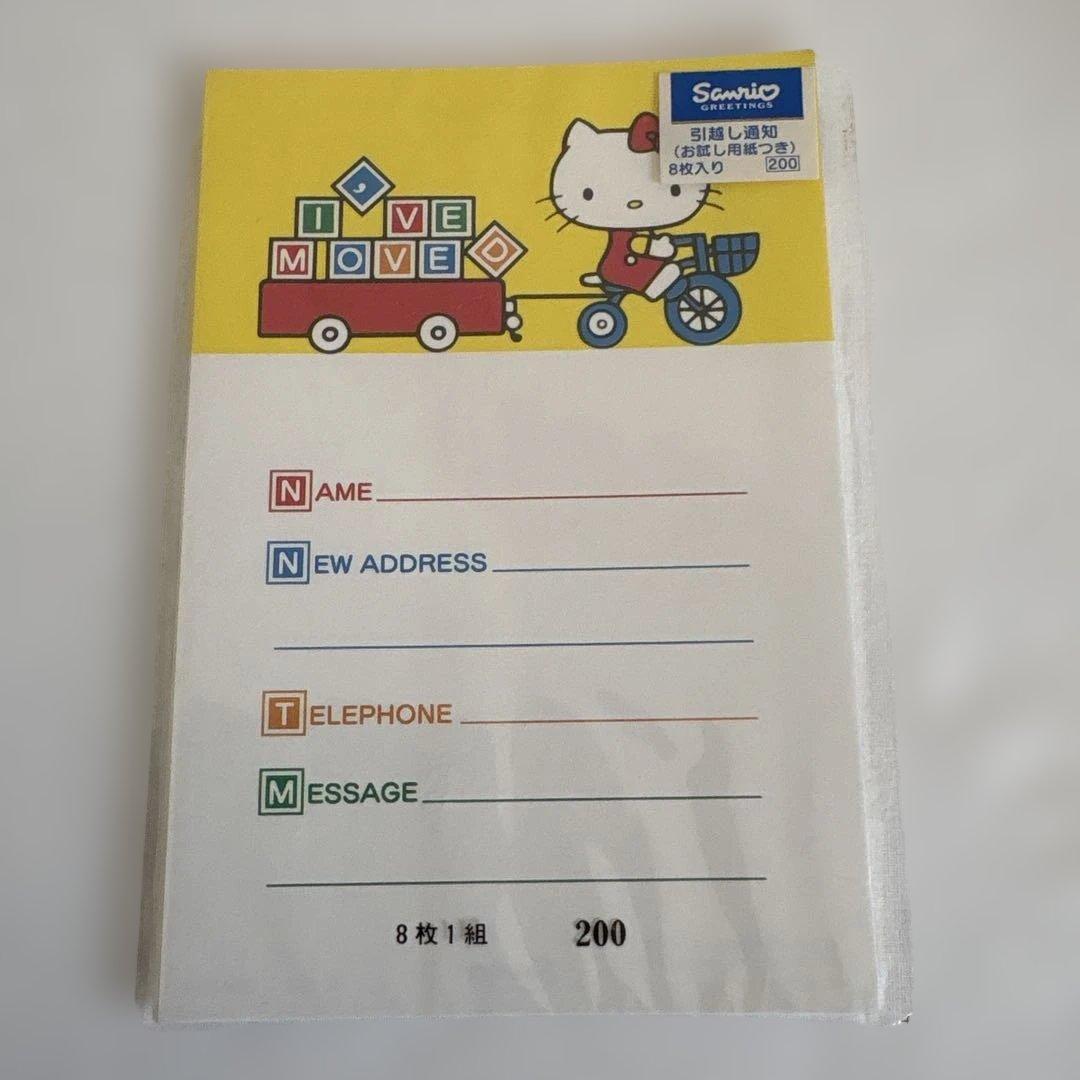 Sanrio
GREETINGS
引越し通知
(お試し用紙つき)
8枚入り 200
I'VE
MOVED
NAME
NEW ADDRESS
TELEPHONE
MESSAGE
8枚1組 200